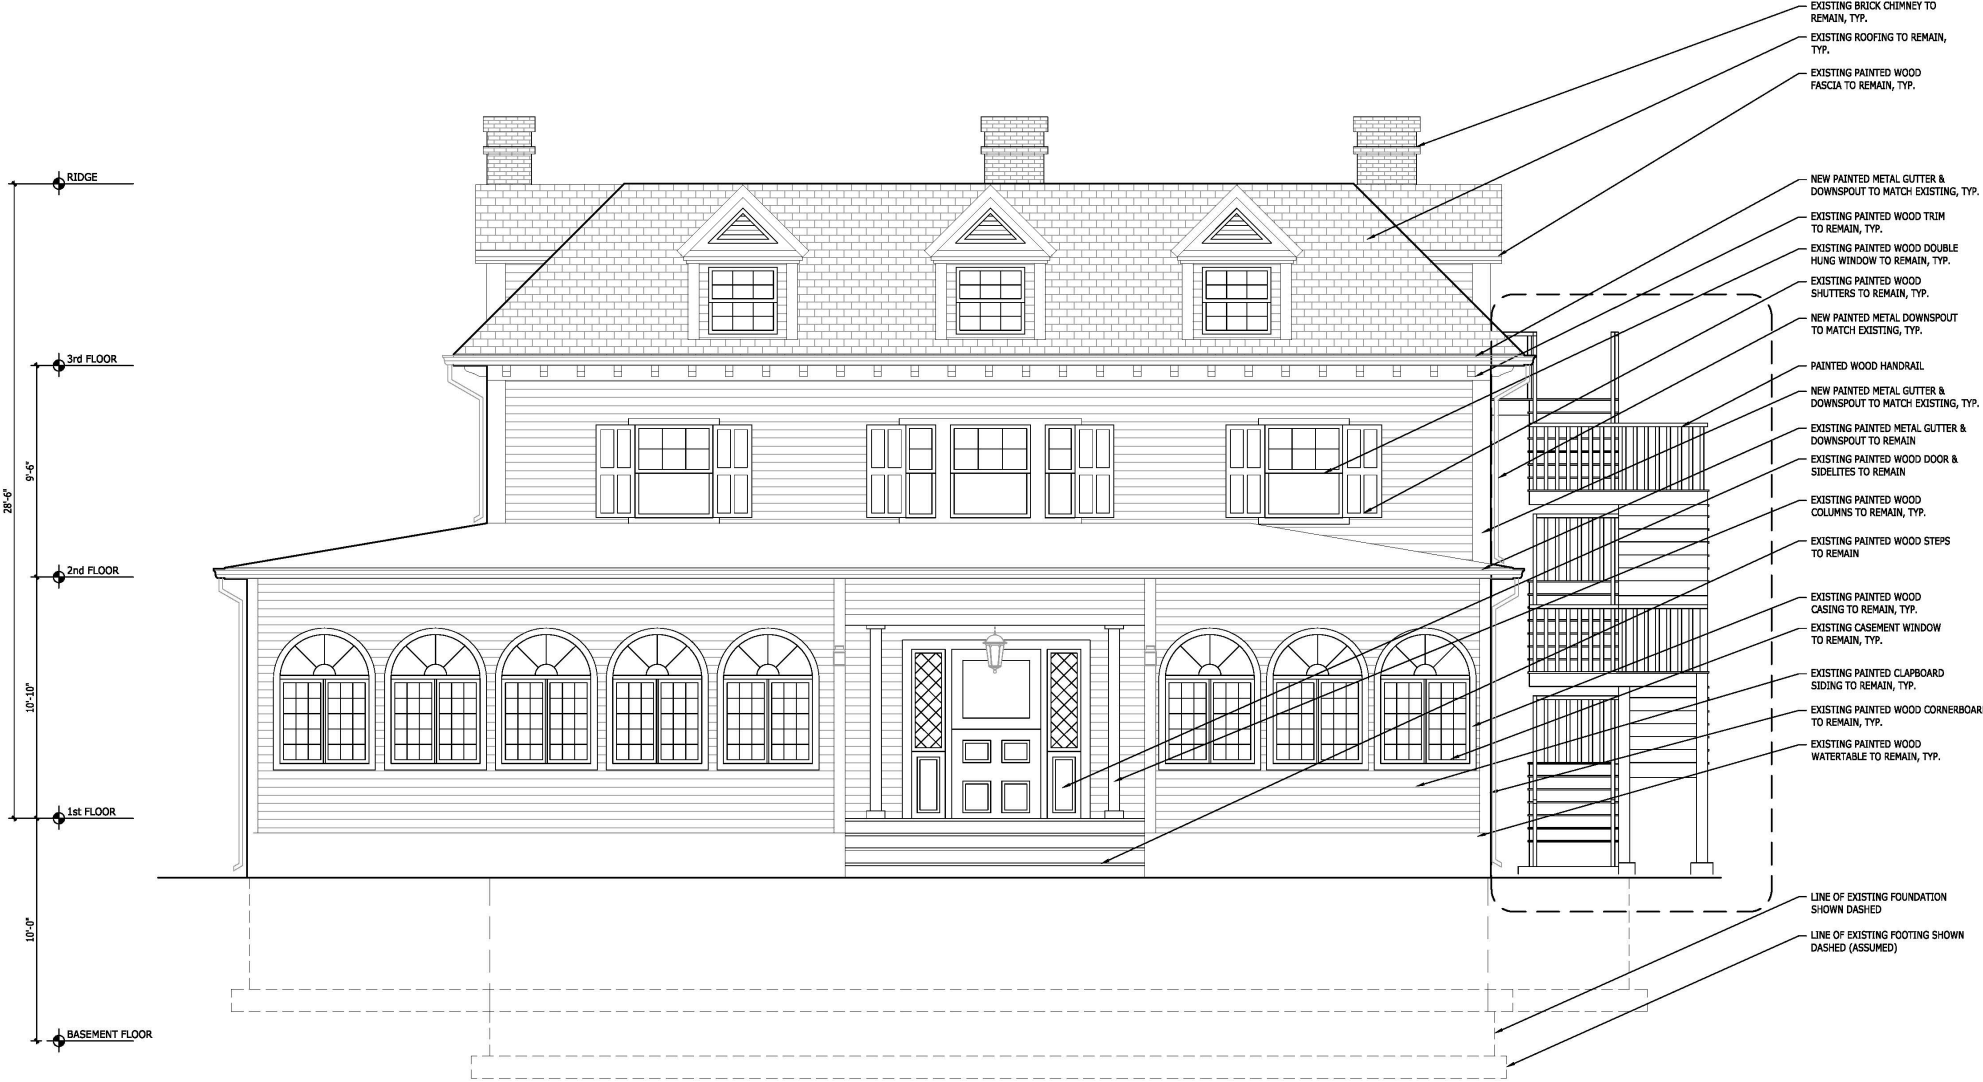 EXISTING BRICK CHIMNEY TO
REMAIN, TYP.
EXISTING ROOFING TO REMAIN,
TYP.
EXISTING PAINTED WOOD
FASCIA TO REMAIN, TYP.
NEW PAINTED METAL GUTTER &
DOWNSPOUT TO MATCH EXISTING, TYP.
EXISTING PAINTED WOOD TRIM
TO REMAIN, TYP.
EXISTING PAINTED WOOD DOUBLE
HUNG WINDOW TO REMAIN, TYP.
EXISTING PAINTED WOOD
SHUTTERS TO REMAIN, TYP.
NEW PAINTED METAL DOWNSPOUT
TO MATCH EXISTING, TYP.
PAINTED WOOD HANDRAIL
NEW PAINTED METAL GUTTER &
DOWNSPOUT TO MATCH EXISTING, TYP.
EXISTING PAINTED METAL GUTTER &
DOWNSPOUT TO REMAIN
EXISTING PAINTED WOOD DOOR &
SIDELITES TO REMAIN
EXISTING PAINTED WOOD
COLUMNS TO REMAIN, TYP.
EXISTING PAINTED WOOD STEPS
TO REMAIN
EXISTING PAINTED WOOD
CASING TO REMAIN, TYP.
EXISTING CASEMENT WINDOW
TO REMAIN, TYP.
EXISTING PAINTED CLAPBOARD
SIDING TO REMAIN, TYP.
EXISTING PAINTED WOOD CORNERBOAR
TO REMAIN, TYP.
EXISTING PAINTED WOOD
WATERTABLE TO REMAIN, TYP.
LINE OF EXISTING FOUNDATION
SHOWN DASHED
LINE OF EXISTING FOOTING SHOWN
DASHED (ASSUMED)
RIDGE
3rd FLOOR
2nd FLOOR
1st FLOOR
BASEMENT FLOOR
28'-6"
9'-6"
10'-10"
10'-0"